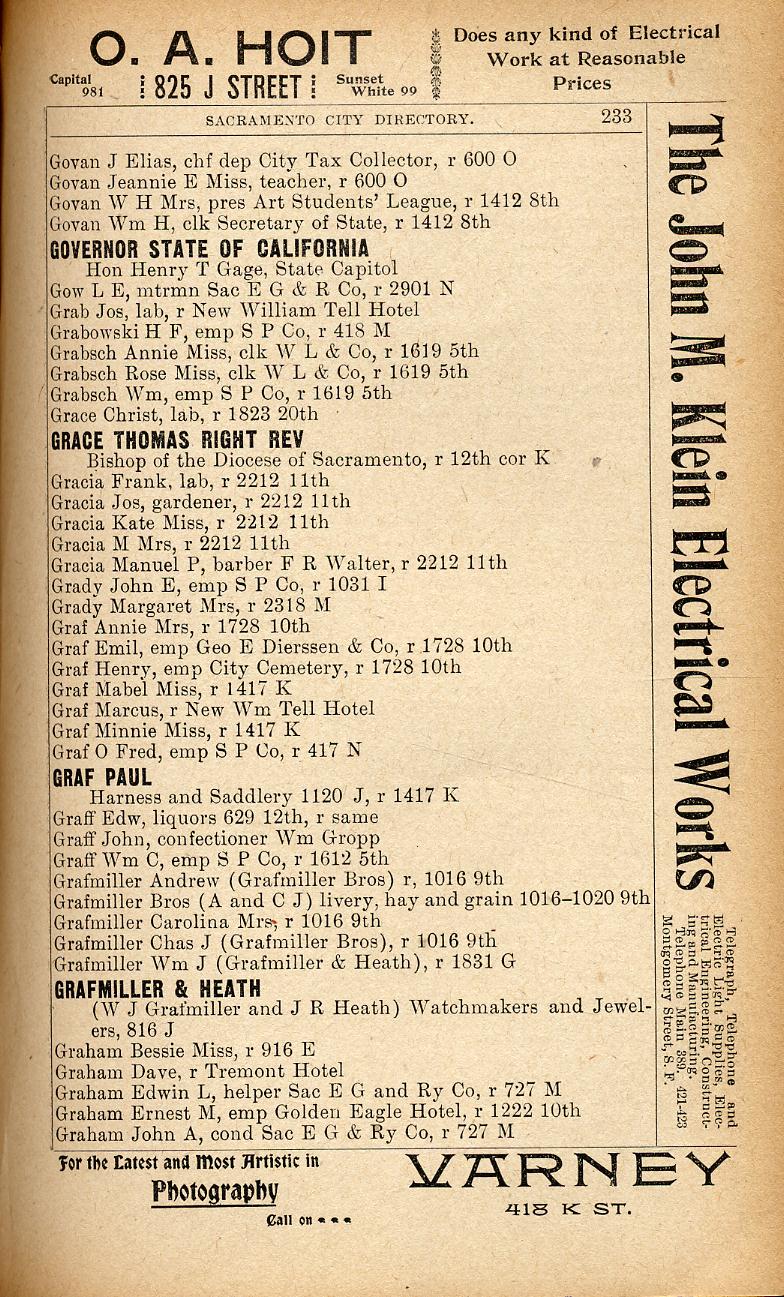 O. A. HOIT
Capital 981 825 J STREET Sunset White 99
Does any kind of Electrical
Work at Reasonable
Prices
SACRAMENTO CITY DIRECTORY. 233
Govan J Elias, chf dep City Tax Collector, r 600 O
Govan Jeannie E Miss, teacher, r 600 O
Govan W H Mrs, pres Art Students' League, r 1412 8th
Govan Wm H, clk Secretary of State, r 1412 8th
GOVERNOR STATE OF CALIFORNIA
Hon Henry T Gage, State Capitol
Gow L E, mtrmn Sac E G & R Co, r 2901 N
Grab Jos, lab, r New William Tell Hotel
Grabowski H F, emp S P Co, r 418 M
Grabsch Annie Miss, clk W L & Co, r 1619 5th
Grabsch Rose Miss, clk W L & Co, r 1619 5th
Grabsch Wm, emp S P Co, r 1619 5th
Grace Christ, lab, r 1823 20th
GRACE THOMAS RIGHT REV
Bishop of the Diocese of Sacramento, r 12th cor K
Gracia Frank, lab, r 2212 11th
Gracia Jos, gardener, r 2212 11th
Gracia Kate Miss, r 2212 11th
Gracia M Mrs, r 2212 11th
Gracia Manuel P, barber F R Walter, r 2212 11th
Grady John E, emp S P Co, r 1031 I
Grady Margaret Mrs, r 2318 M
Graf Annie Mrs, r 1728 10th
Graf Emil, emp Geo E Dierssen & Co, r 1728 10th
Graf Henry, emp City Cemetery, r 1728 10th
Graf Mabel Miss, r 1417 K
Graf Marcus, r New Wm Tell Hotel
Graf Minnie Miss, r 1417 K
Graf O Fred, emp S P Co, r 417 N
GRAF PAUL
Harness and Saddlery 1120 J, r 1417 K
Graff Edw, liquors 629 12th, r same
Graff John, confectioner Wm Gropp
Graff Wm C, emp S P Co, r 1612 5th
Grafmiller Andrew (Grafmiller Bros) r, 1016 9th
Grafmiller Bros (A and C J) livery, hay and grain 1016-1020 9th
Grafmiller Carolina Mrs, r 1016 9th
Grafmiller Chas J (Grafmiller Bros), r 1016 9th
Grafmiller Wm J (Grafmiller & Heath), r 1831 G
GRAFMILLER & HEATH
(W J Grafmiller and J R Heath) Watchmakers and Jewel-
ers, 816 J
Graham Bessie Miss, r 916 E
Graham Dave, r Tremont Hotel
Graham Edwin L, helper Sac E G and Ry Co, r 727 M
Graham Ernest M, emp Golden Eagle Hotel, r 1222 10th
Graham John A, cond Sac E G & Ry Co, r 727 M
The John M. Klein Electrical Works
Telegraph, Telephone and
Electric Light Supplies, Elec-
trical Engineering, Construct-
ing and Manufacturing.
Telephone Main 389. 421-423
Montgomery Street, S. F.
For the Latest and Most Artistic in
Photography
Call on
VARNEY
418 K ST.